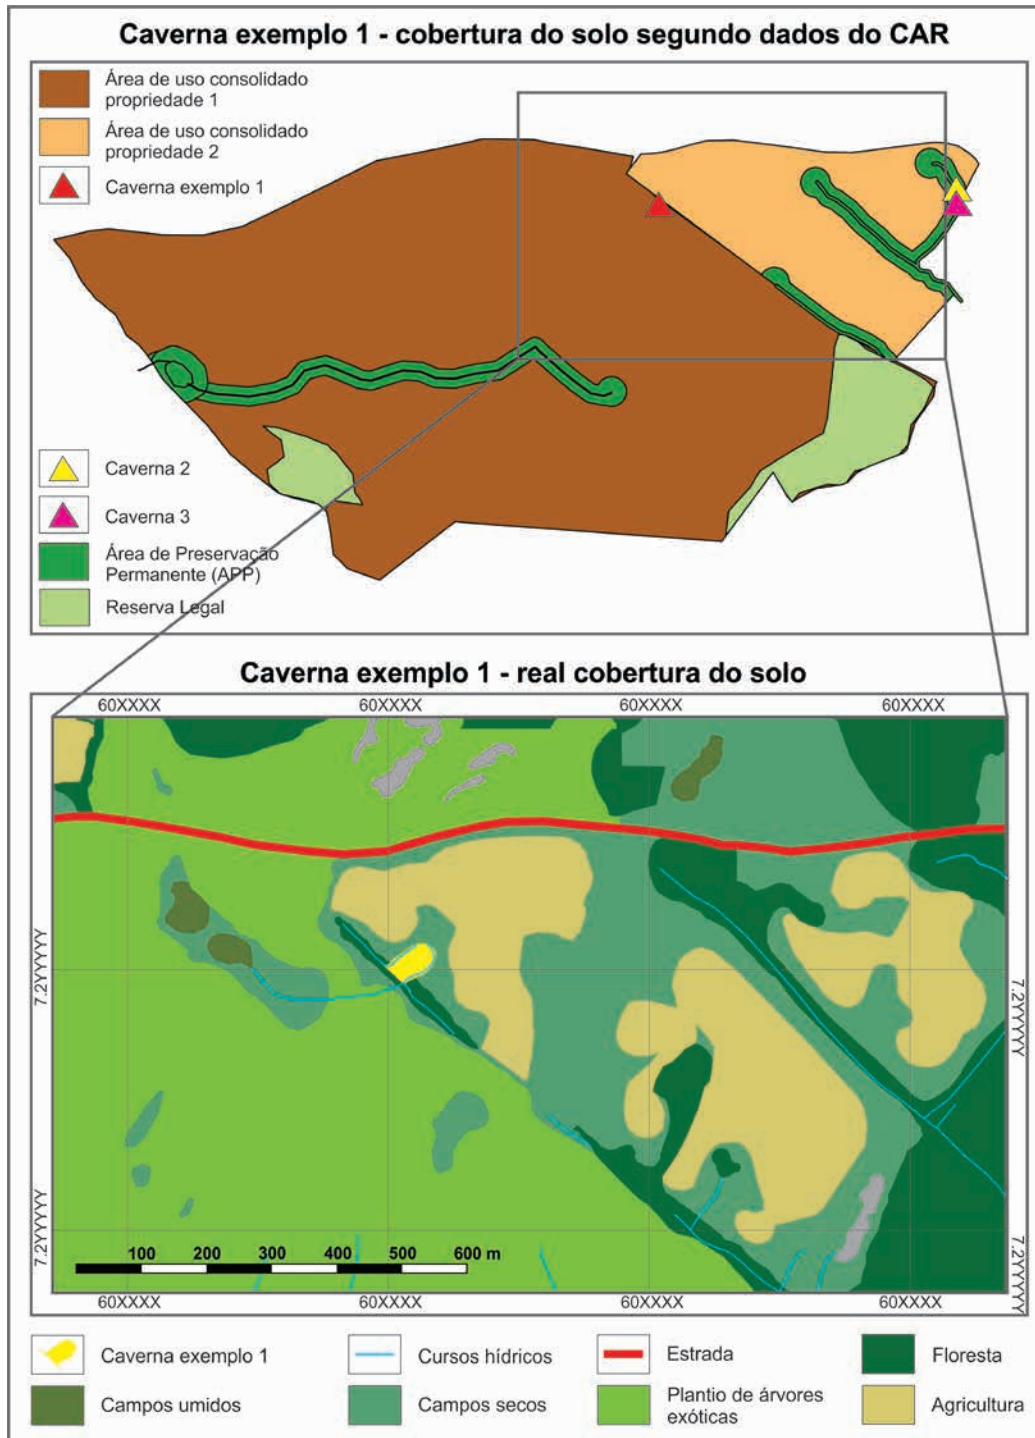 Caverna exemplo 1 - cobertura do solo segundo dados do CAR
Área de uso consolidado
propriedade 1
Área de uso consolidado
propriedade 2
Caverna exemplo 1
Caverna 2
Caverna 3
Área de Preservação
Permanente (APP)
Reserva Legal
Caverna exemplo 1 - real cobertura do solo
60XXXX 60XXXX 60XXXX 60XXXX
7.2YYYYY 7.2YYYYY
7.2YYYYY 7.2YYYYY
100 200 300 400 500 600 m
60XXXX 60XXXX 60XXXX 60XXXX
Caverna exemplo 1 Cursos hídricos Estrada Floresta
Campos umidos Campos secos Plantio de árvores
exóticas Agricultura